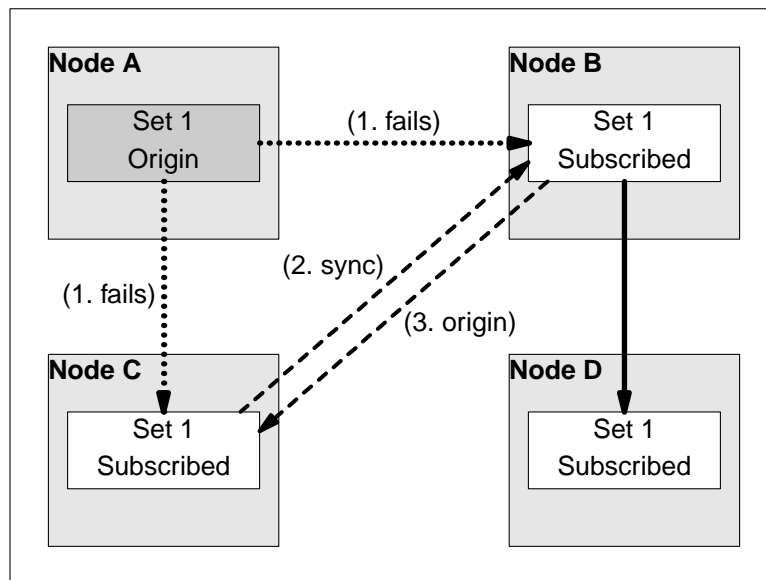 Node A
Set 1
Origin
(1. fails)
Node B
Set 1
Subscribed
(1. fails)
(2. sync)
(3. origin)
Node C
Set 1
Subscribed
Node D
Set 1
Subscribed